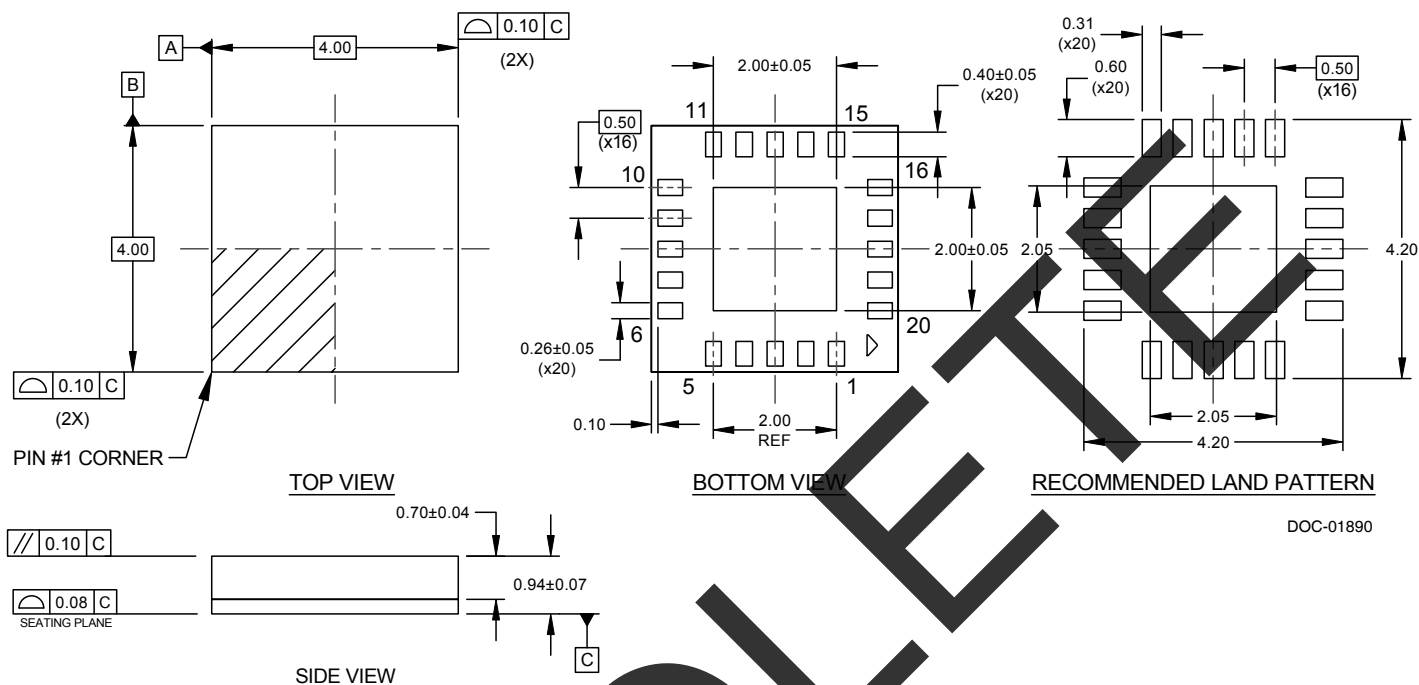 A
4.00
⌓ 0.10 C
(2X)
B
4.00
⌓ 0.10 C
(2X)
PIN #1 CORNER
TOP VIEW
2.00±0.05
0.40±0.05
(x20)
11
15
0.50
(x16)
10
16
2.00±0.05
6
20
0.26±0.05
(x20)
5
1
0.10
2.00
REF
BOTTOM VIEW
0.31
(x20)
0.60
(x20)
0.50
(x16)
2.05
4.20
2.05
4.20
RECOMMENDED LAND PATTERN
DOC-01890
// 0.10 C
0.70±0.04
0.94±0.07
⌓ 0.08 C
SEATING PLANE
C
SIDE VIEW